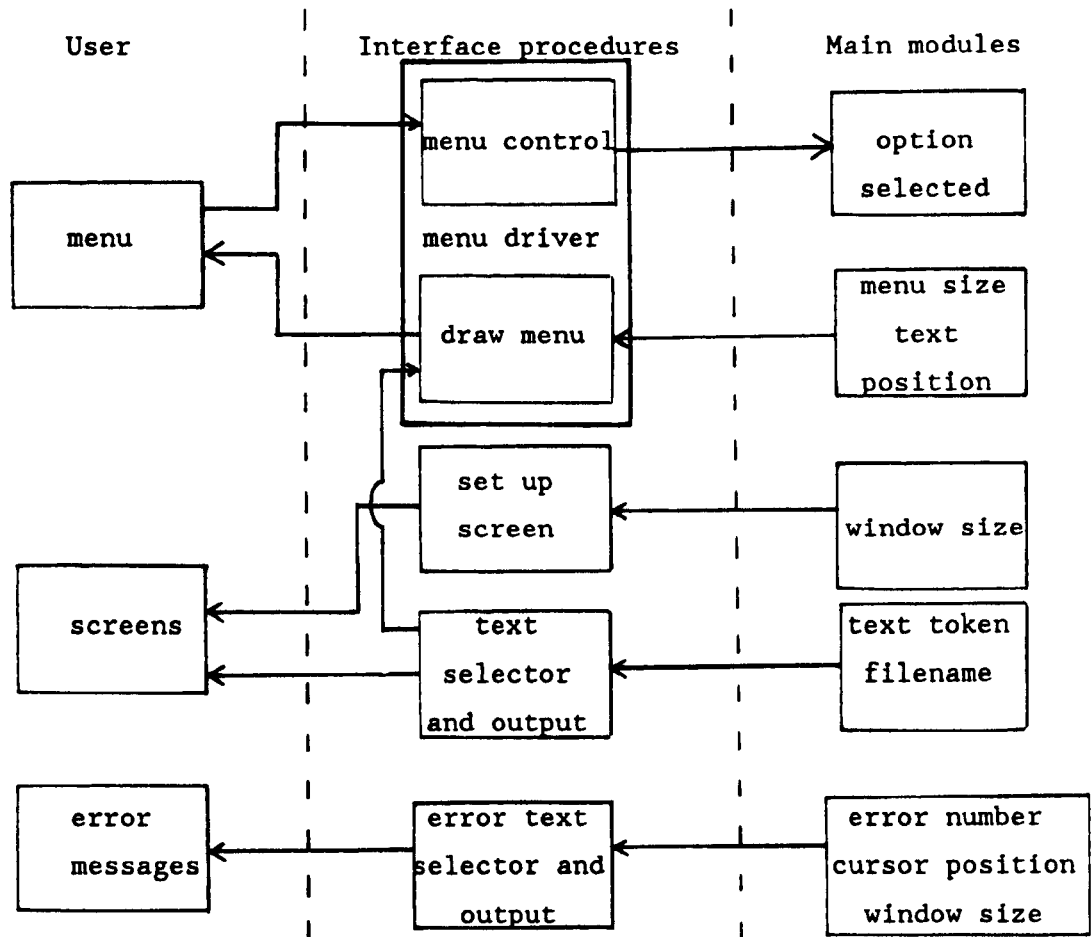 User
Interface procedures
Main modules
menu control
option
selected
menu
menu driver
draw menu
menu size
text
position
set up
screen
window size
screens
text
selector
and output
text token
filename
error
messages
error text
selector and
output
error number
cursor position
window size